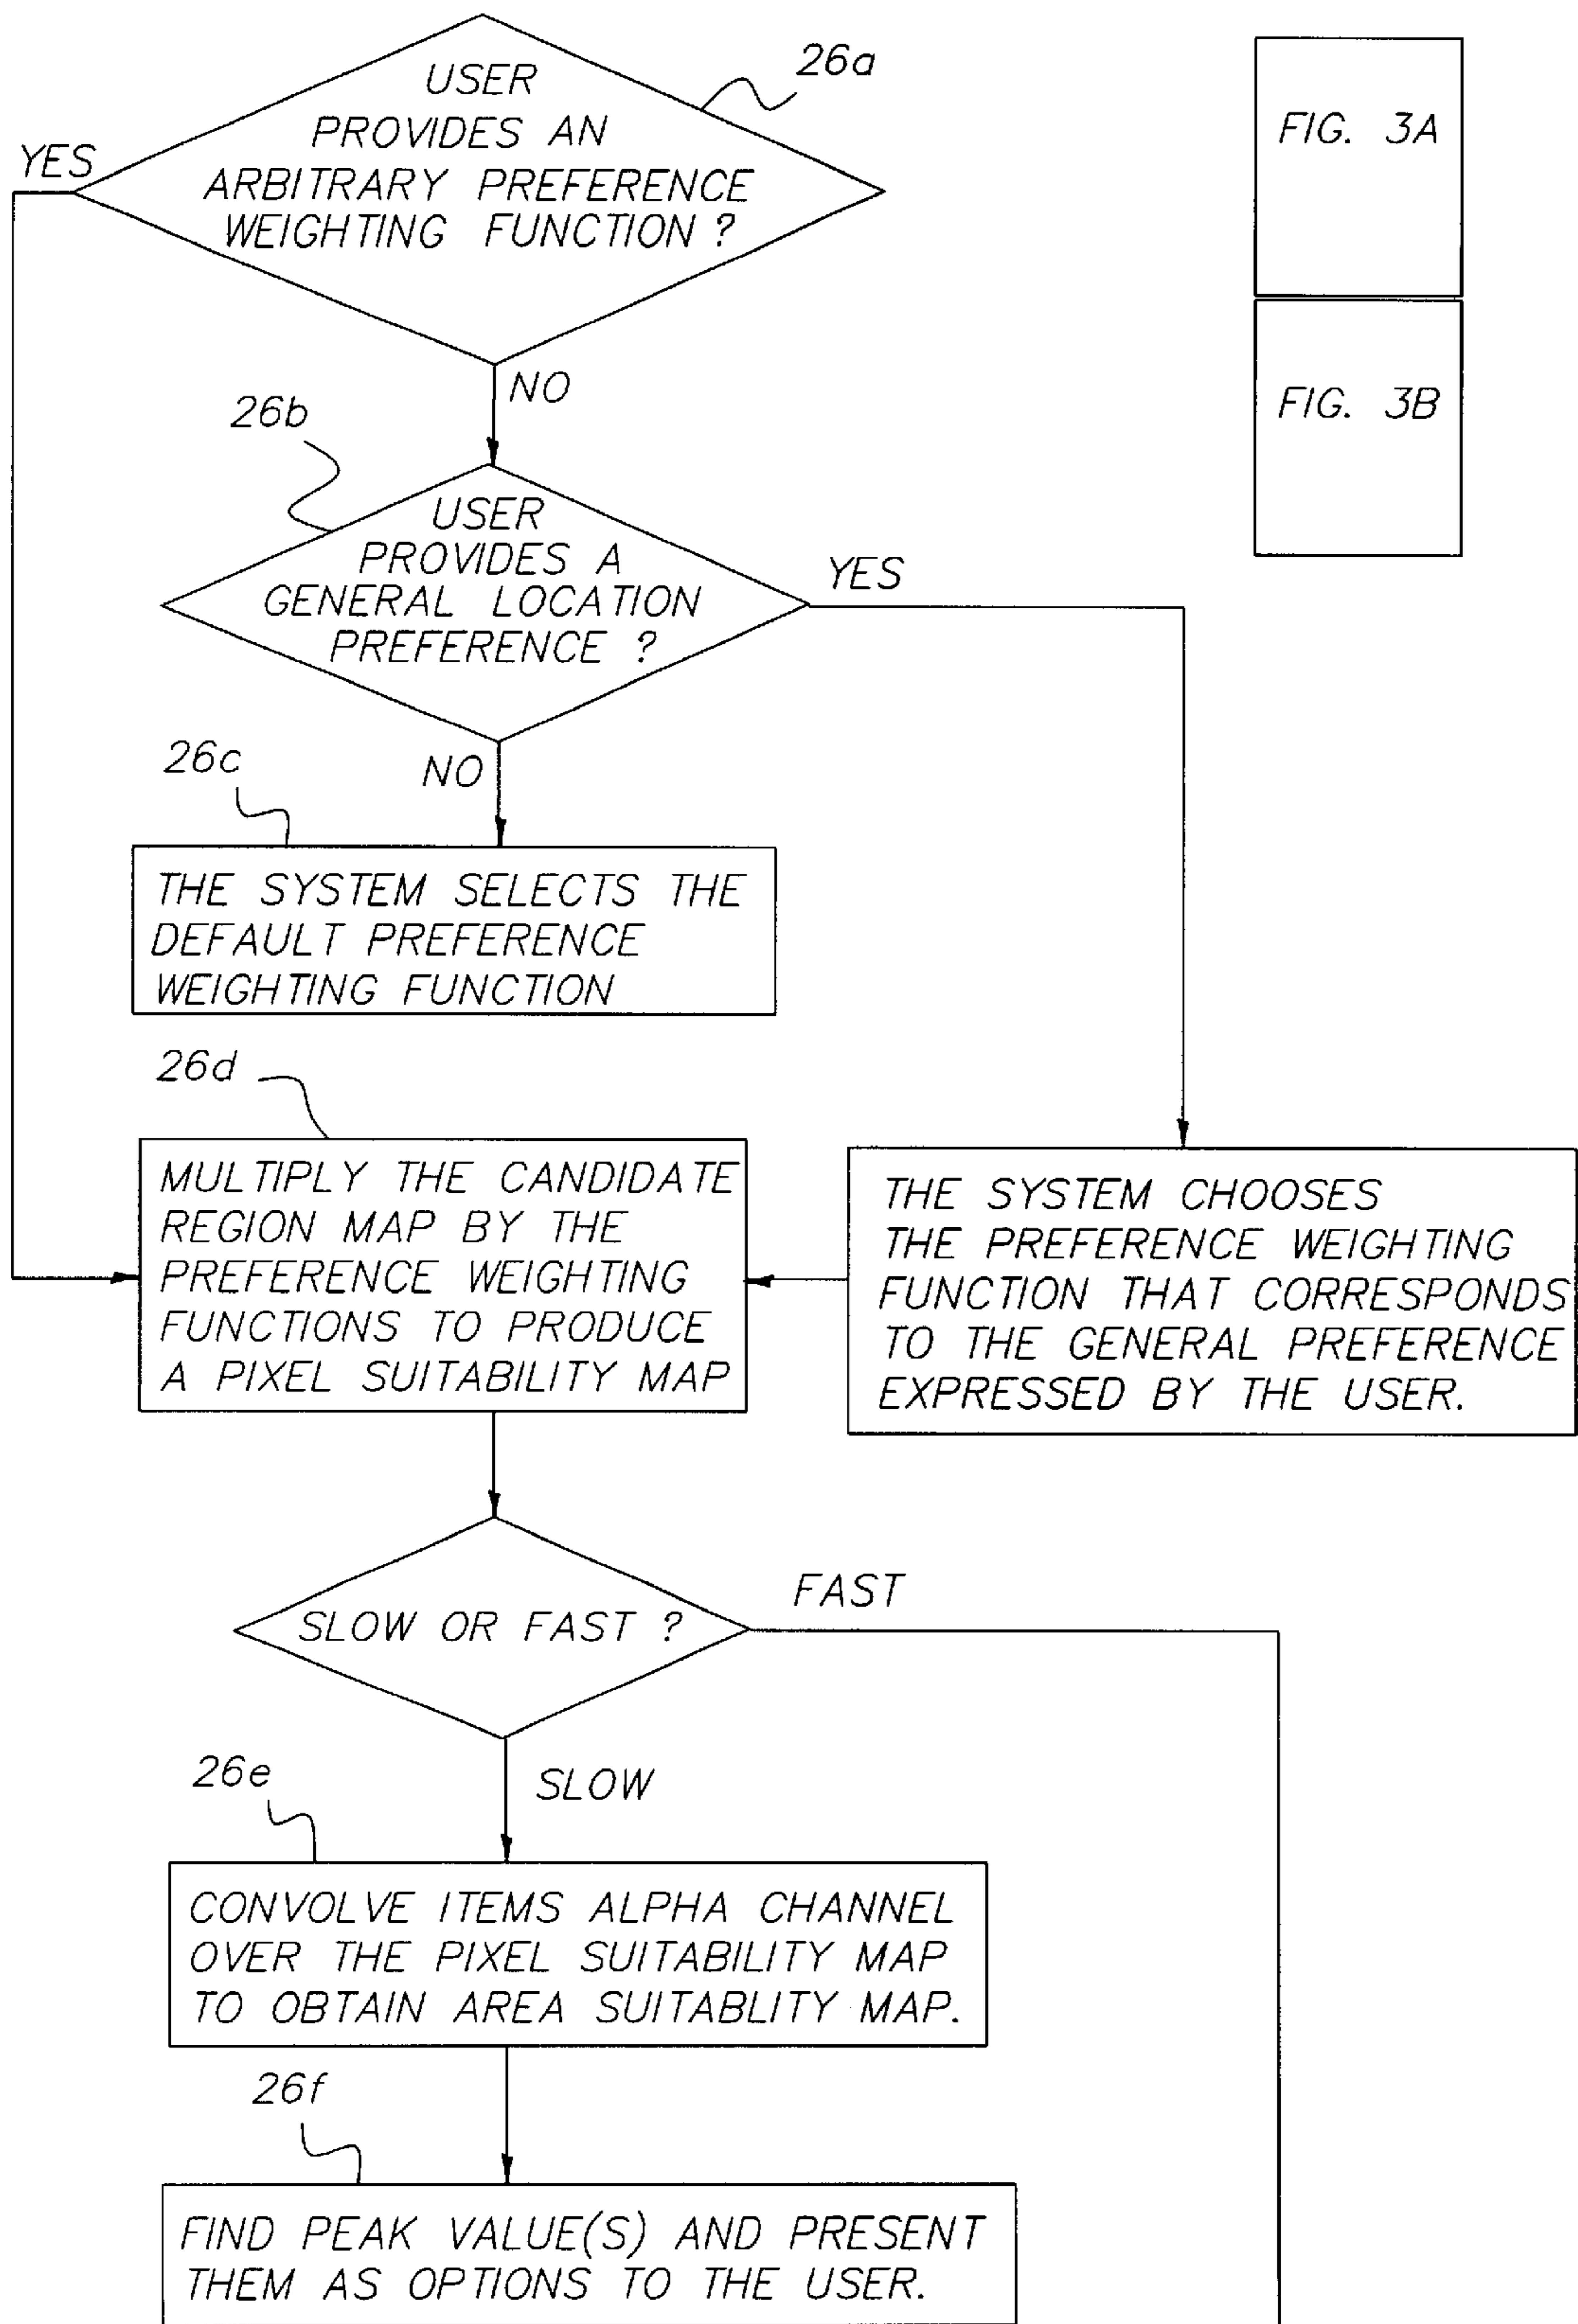 USER
PROVIDES AN
ARBITRARY PREFERENCE
WEIGHTING FUNCTION ?
26a
YES
NO
FIG. 3A
FIG. 3B
26b
USER
PROVIDES A
GENERAL LOCATION
PREFERENCE ?
YES
NO
26c
THE SYSTEM SELECTS THE
DEFAULT PREFERENCE
WEIGHTING FUNCTION
26d
MULTIPLY THE CANDIDATE
REGION MAP BY THE
PREFERENCE WEIGHTING
FUNCTIONS TO PRODUCE
A PIXEL SUITABILITY MAP
THE SYSTEM CHOOSES
THE PREFERENCE WEIGHTING
FUNCTION THAT CORRESPONDS
TO THE GENERAL PREFERENCE
EXPRESSED BY THE USER.
SLOW OR FAST ?
FAST
SLOW
26e
CONVOLVE ITEMS ALPHA CHANNEL
OVER THE PIXEL SUITABILITY MAP
TO OBTAIN AREA SUITABLITY MAP.
26f
FIND PEAK VALUE(S) AND PRESENT
THEM AS OPTIONS TO THE USER.